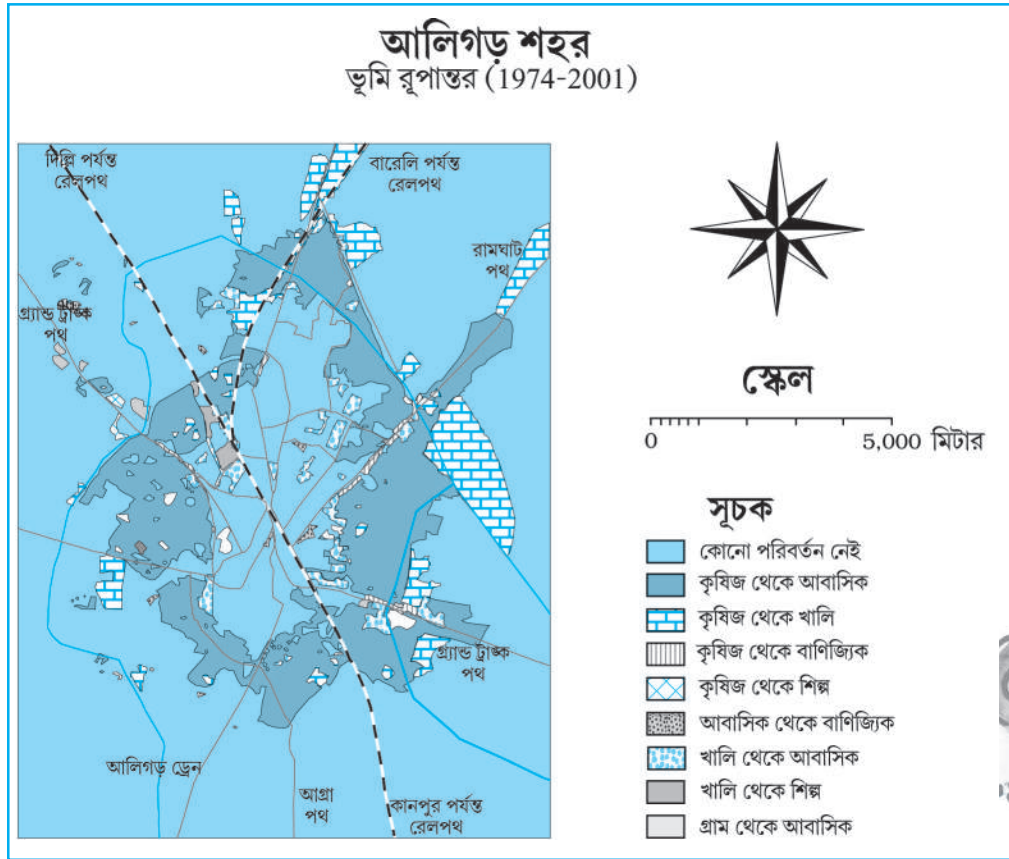 আলিগড় শহর
ভূমি রূপান্তর (1974-2001)
দিল্লি পর্যন্ত
রেলপথ
বারেলি পর্যন্ত
রেলপথ
রামঘাট
পথ
গ্র্যান্ড ট্রাঙ্ক
পথ
স্কেল
0
5,000 মিটার
সূচক
কোনো পরিবর্তন নেই
কৃষিজ থেকে আবাসিক
কৃষিজ থেকে খালি
কৃষিজ থেকে বাণিজ্যিক
কৃষিজ থেকে শিল্প
আবাসিক থেকে বাণিজ্যিক
খালি থেকে আবাসিক
খালি থেকে শিল্প
গ্রাম থেকে আবাসিক
গ্র্যান্ড ট্রাঙ্ক
পথ
আলিগড় ড্রেন
আগ্রা
পথ
কানপুর পর্যন্ত
রেলপথ